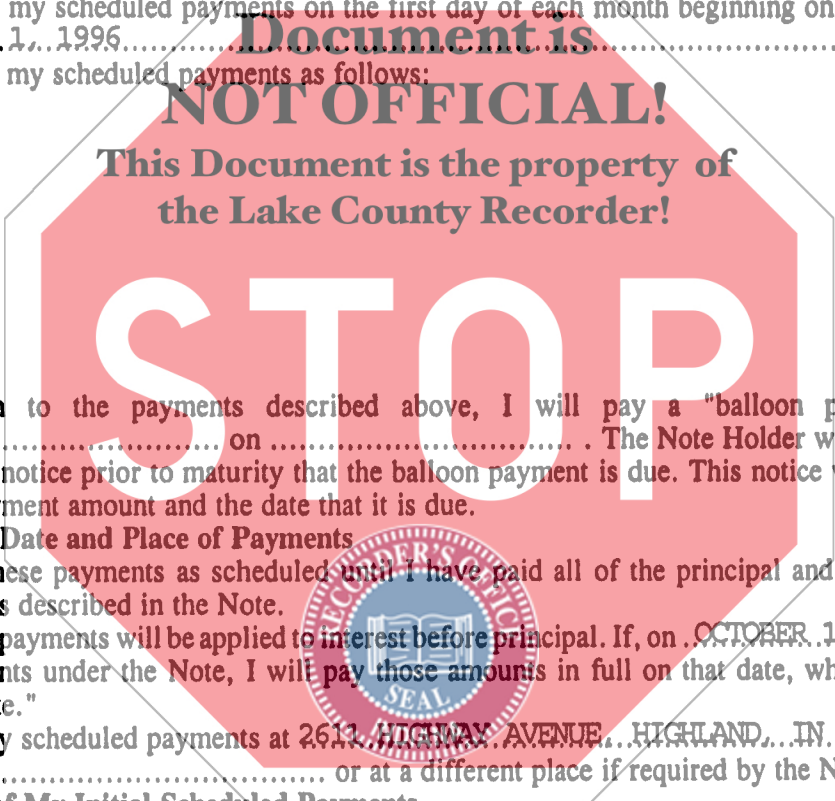 my scheduled payments on the first day of each month beginning on
1, 1996
Document is
my scheduled payments as follows:
NOT OFFICIAL!
This Document is the property of
the Lake County Recorder!
STOP
to the payments described above, I will pay a "balloon p
on . The Note Holder w
notice prior to maturity that the balloon payment is due. This notice
ment amount and the date that it is due.
Date and Place of Payments
ese payments as scheduled until I have paid all of the principal and
s described in the Note.
payments will be applied to interest before principal. If, on OCTOBER 1
nts under the Note, I will pay those amounts in full on that date, wh
e."
y scheduled payments at 2611 HIGHWAY AVENUE, HIGHLAND, IN
or at a different place if required by the N
of My Initial Scheduled Payments
RECORDER'S OFFICE
SEAL